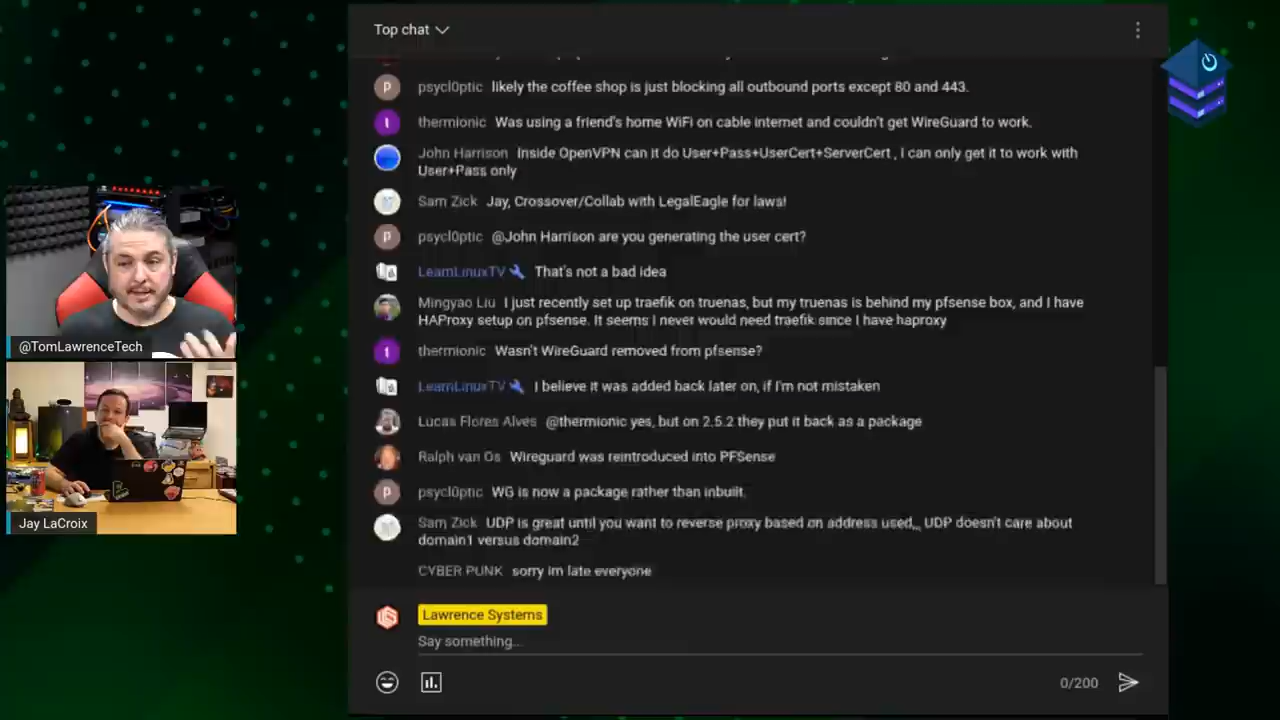 Top chat
psycl0ptic likely the coffee shop is just blocking all outbound ports except 80 and 443.
thermionic Was using a friend's home WiFi on cable internet and couldn't get WireGuard to work.
John Harrison Inside OpenVPN can it do User+Pass+UserCert+ServerCert , I can only get it to work with
User+Pass only
Sam Zick Jay, Crossover/Collab with LegalEagle for laws!
psycl0ptic @John Harrison are you generating the user cert?
LearnLinuxTV That's not a bad idea
Mingyao Liu I just recently set up traefik on truenas, but my truenas is behind my pfsense box, and I have
HAProxy setup on pfsense. It seems I never would need traefik since I have haproxy
thermionic Wasn't WireGuard removed from pfsense?
LearnLinuxTV I believe it was added back later on, if I'm not mistaken
Lucas Flores Alves @thermionic yes, but on 2.5.2 they put it back as a package
Ralph van Os Wireguard was reintroduced into PFSense
psycl0ptic WG is now a package rather than inbuilt.
Sam Zick UDP is great until you want to reverse proxy based on address used,,, UDP doesn't care about
domain1 versus domain2
CYBER PUNK sorry im late everyone
Lawrence Systems
Say something...
0/200
@TomLawrenceTech
Jay LaCroix